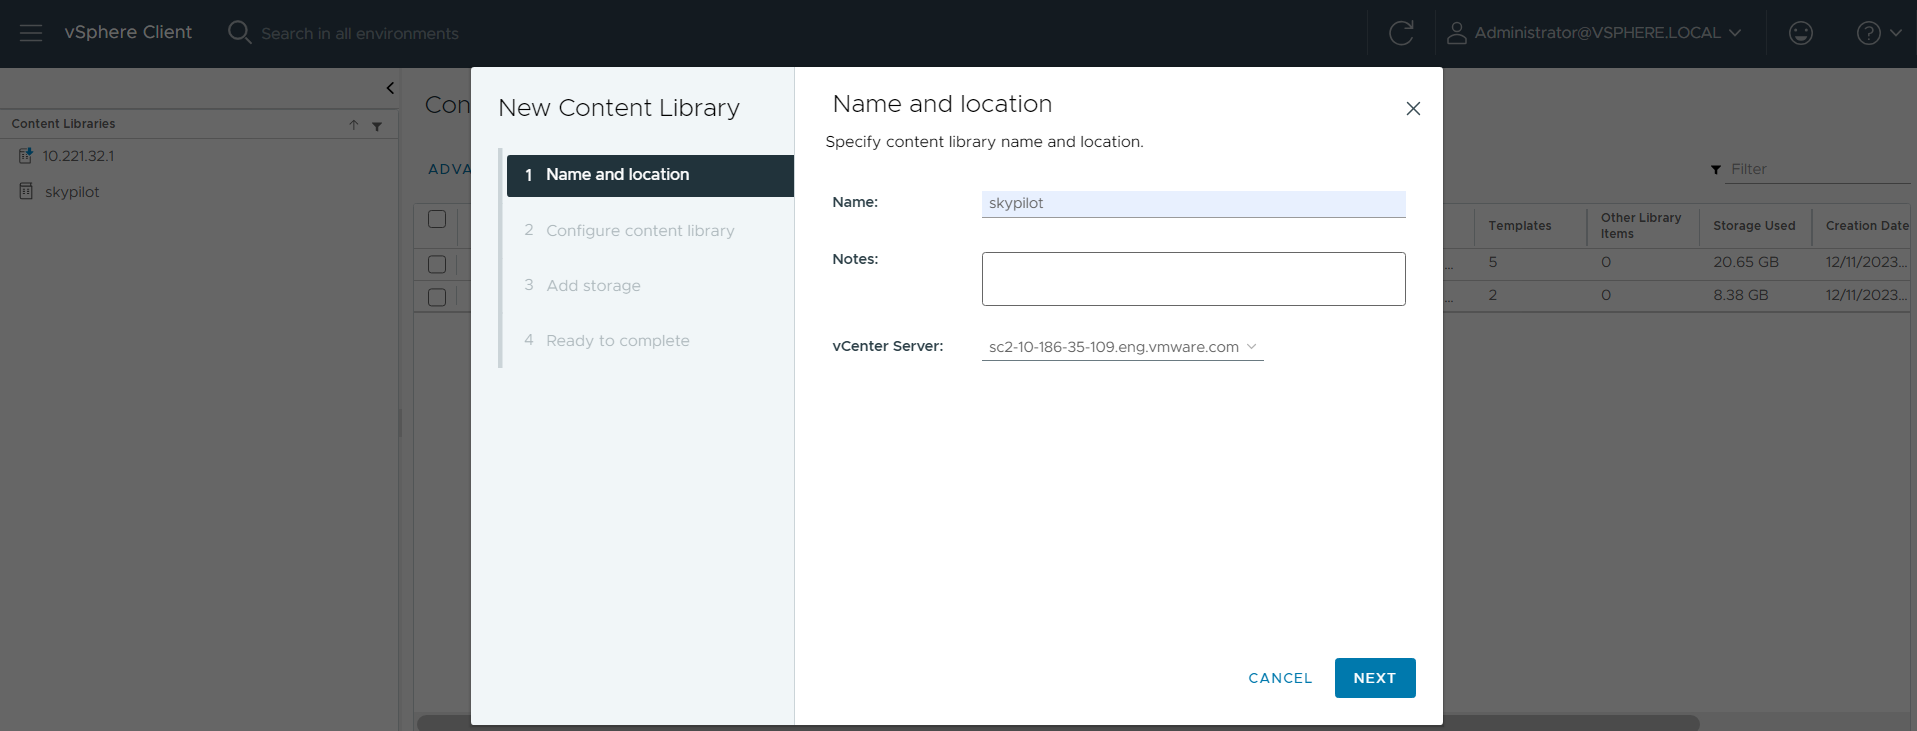 vSphere Client
Search in all environments
Administrator@VSPHERE.LOCAL
Content Libraries
10.221.32.1
skypilot
Con
ADVA
Filter
Templates
Other Library Items
Storage Used
Creation Date
5
0
20.65 GB
12/11/2023...
2
0
8.38 GB
12/11/2023...
New Content Library
1 Name and location
2 Configure content library
3 Add storage
4 Ready to complete
Name and location
Specify content library name and location.
Name: skypilot
Notes:
vCenter Server: sc2-10-186-35-109.eng.vmware.com
CANCEL
NEXT